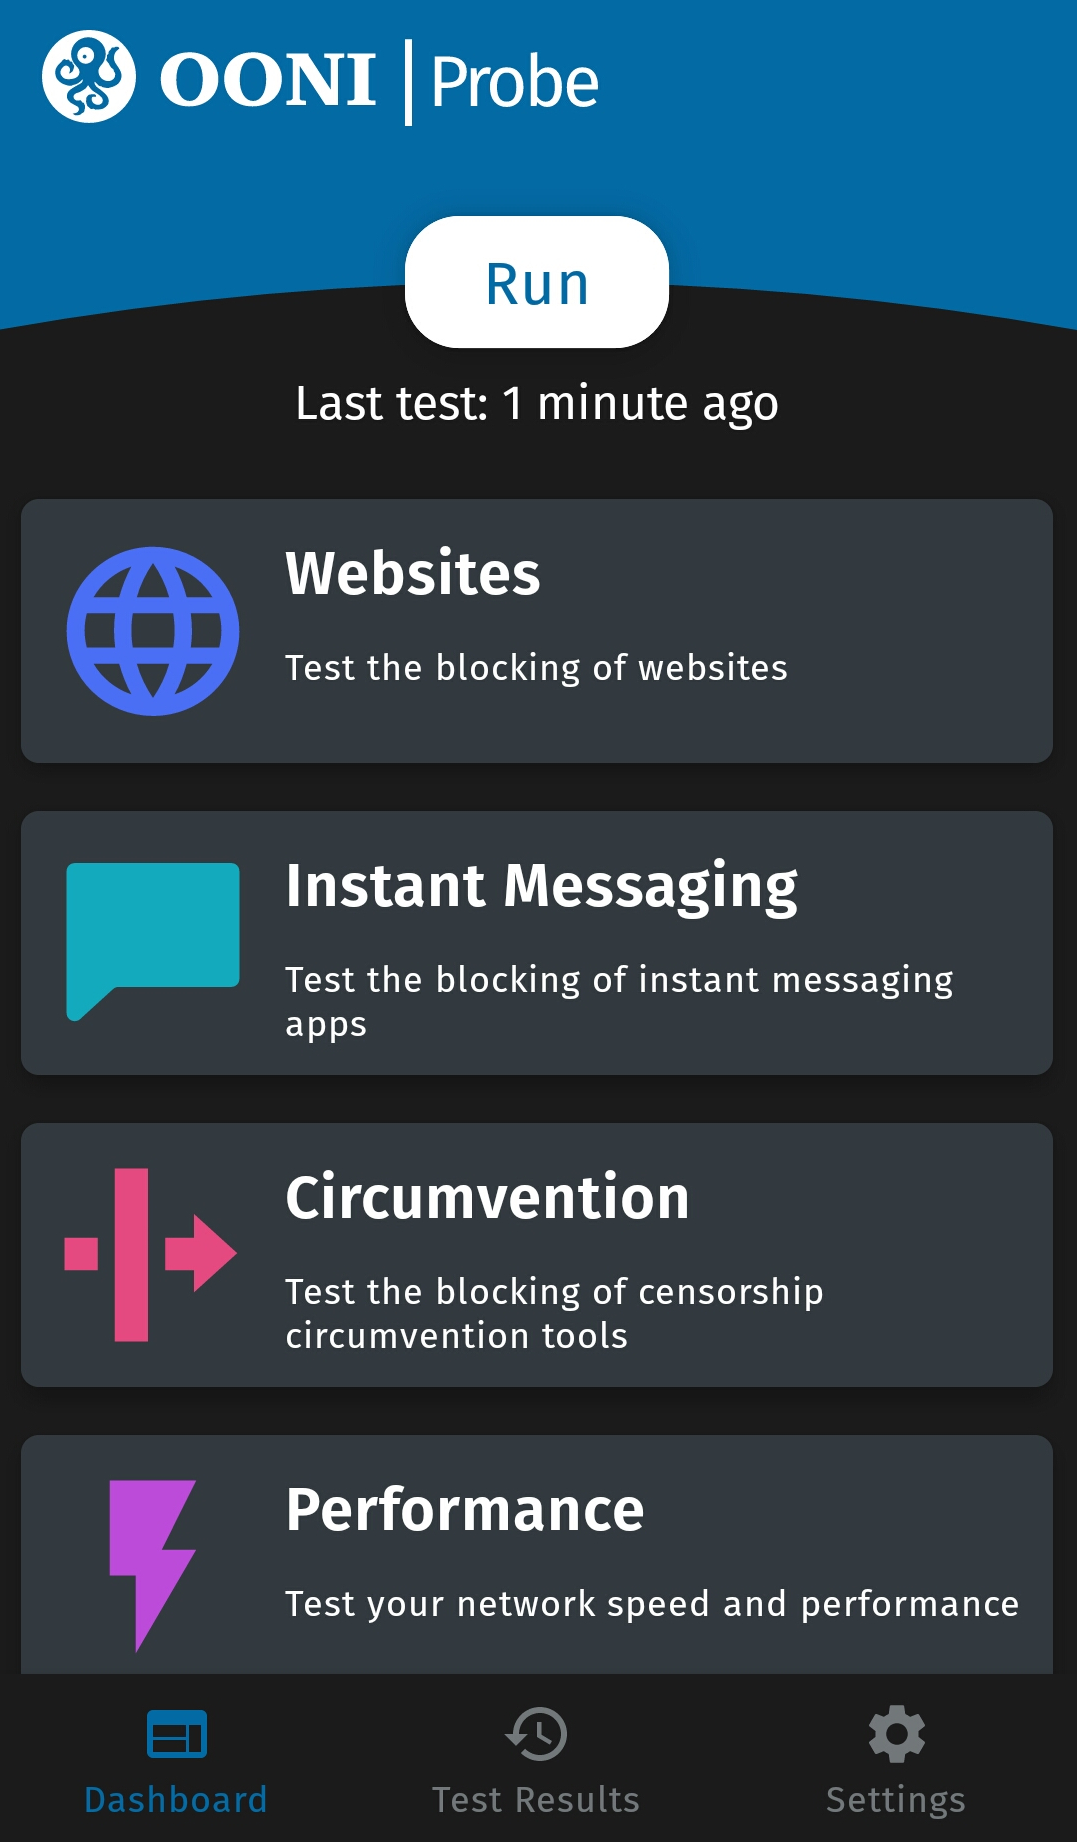 OONI Probe
Run
Last test: 1 minute ago
Websites
Test the blocking of websites
Instant Messaging
Test the blocking of instant messaging
apps
Circumvention
Test the blocking of censorship
circumvention tools
Performance
Test your network speed and performance
Dashboard
Test Results
Settings